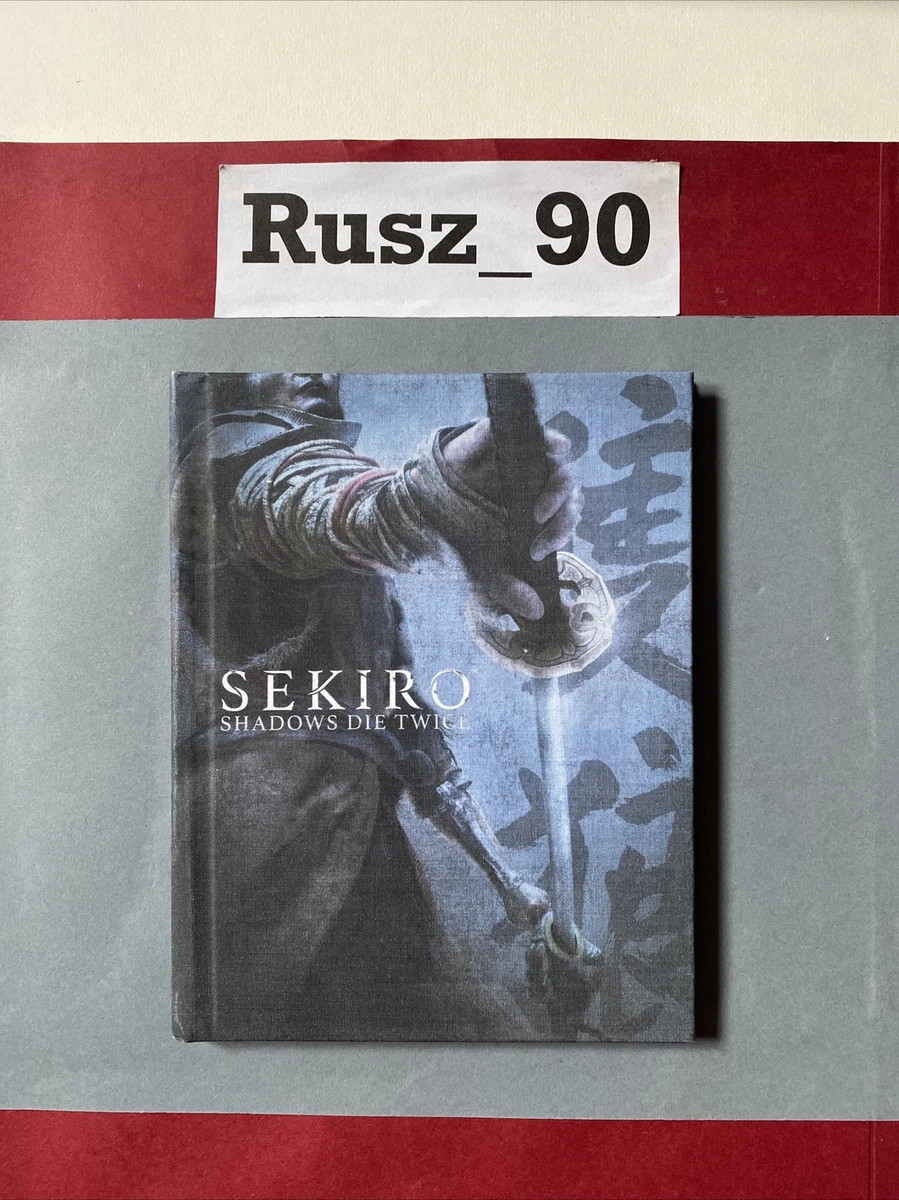 Rusz_90
SEKIRO
SHADOWS DIE TWICE